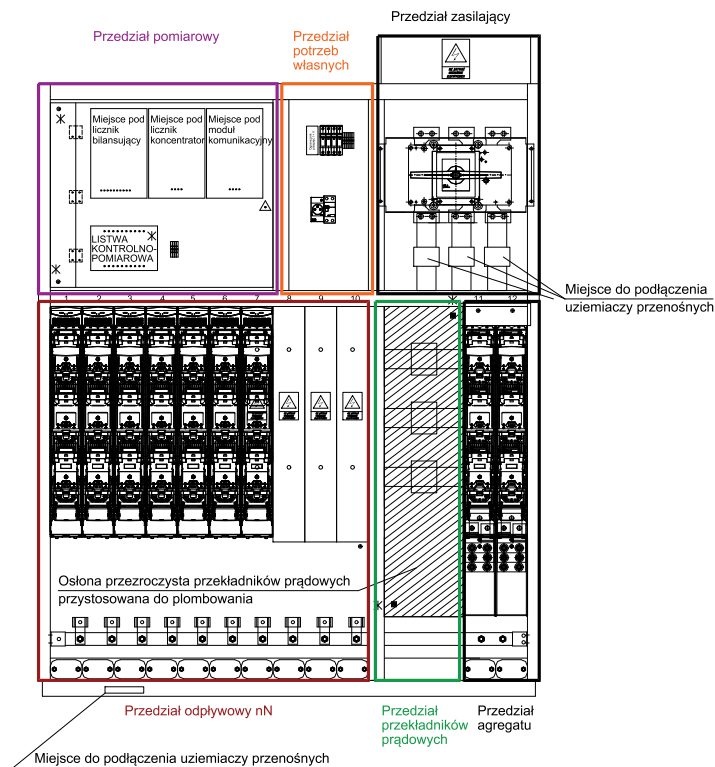 Przedział zasilający
Przedział pomiarowy
Przedział
potrzeb
własnych
Miejsce pod
licznik
bilansujący
Miejsce pod
licznik
koncentrator
Miejsce pod
moduł
komunikacyjny
LISTWA
KONTROLNO-
POMIAROWA
Miejsce do podłączenia
uziemiaczy przenośnych
1 2 3 4 5 6 7 8 9 10 11 12
Osłona przezroczysta przekładników prądowych
przystosowana do plombowania
Przedział odpływowy nN
Przedział
przekładników
prądowych
Przedział
agregatu
Miejsce do podłączenia uziemiaczy przenośnych